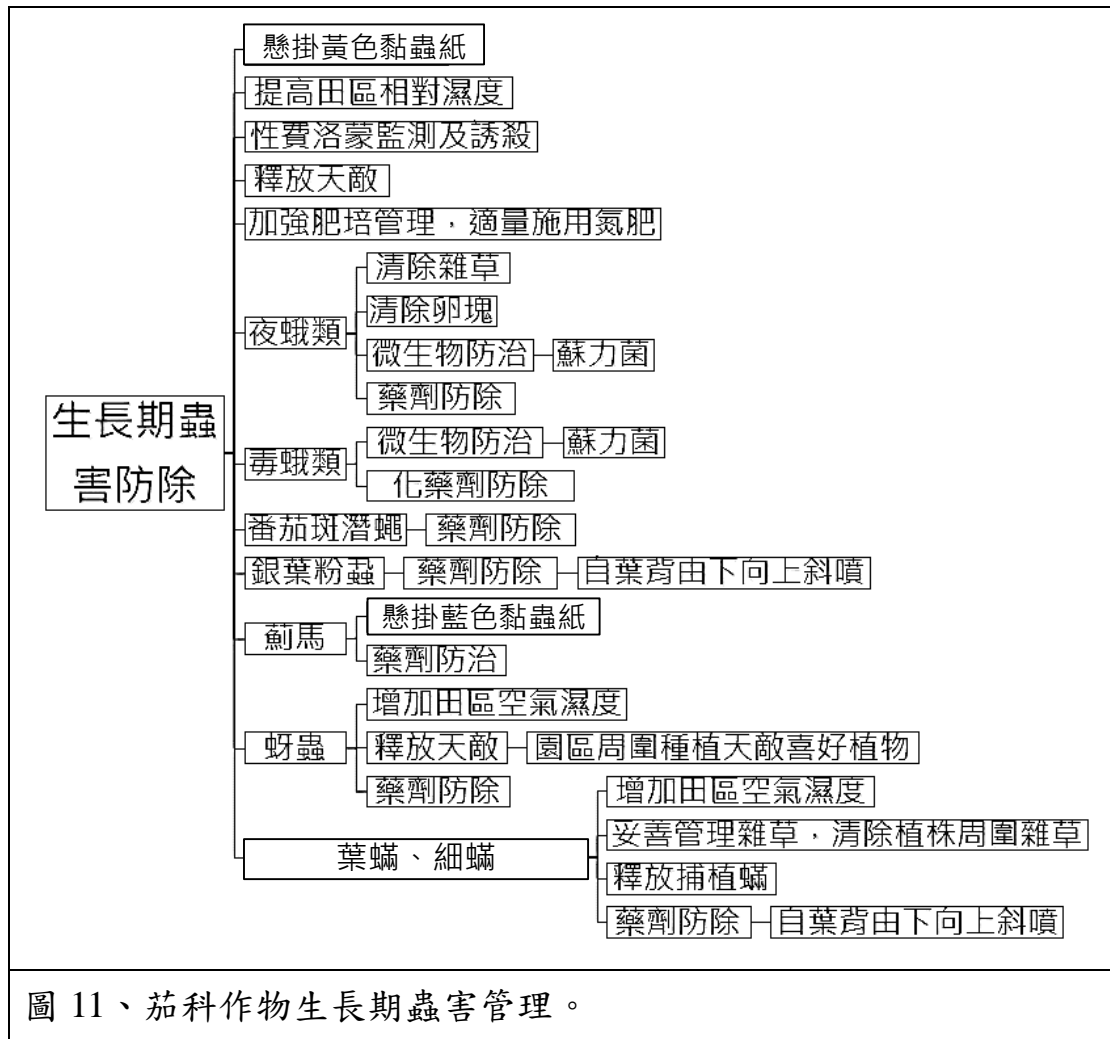 懸掛黃色黏蟲紙
提高田區相對濕度
性費洛蒙監測及誘殺
釋放天敵
加強肥培管理，適量施用氮肥
清除雜草
清除卵塊
夜蛾類
微生物防治
蘇力菌
藥劑防除
生長期蟲
害防除
微生物防治
蘇力菌
毒蛾類
化藥劑防除
番茄斑潛蠅
藥劑防除
銀葉粉蝨
藥劑防除
自葉背由下向上斜噴
懸掛藍色黏蟲紙
薊馬
藥劑防治
增加田區空氣濕度
蚜蟲
釋放天敵
園區周圍種植天敵喜好植物
藥劑防除
增加田區空氣濕度
妥善管理雜草，清除植株周圍雜草
葉蟎、細蟎
釋放捕植蟎
藥劑防除
自葉背由下向上斜噴
圖 11、茄科作物生長期蟲害管理。